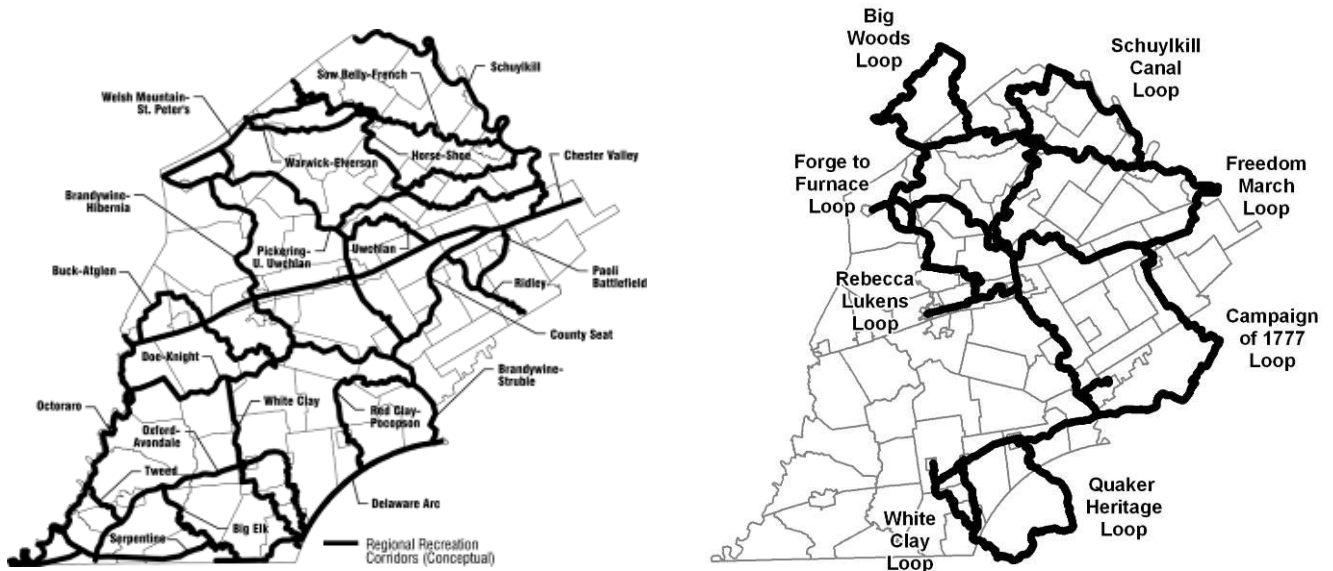 Sow Belly-French
Schuylkill
Welsh Mountain-
St. Peter's
Warwick-Elverson
Horse-Shoe
Chester Valley
Brandywine-
Hibernia
Pickering-
U. Uwchlan
Uwchlan
Buck-Atglen
Ridley
Paoli
Battlefield
County Seat
Doe-Knight
Brandywine-
Struble
Octoraro
White Clay
Red Clay-
Pocopson
Oxford-
Avondale
Tweed
Delaware Arc
Big Elk
Serpentine
Regional Recreation
Corridors (Conceptual)
Big
Woods
Loop
Schuylkill
Canal
Loop
Forge to
Furnace
Loop
Freedom
March
Loop
Rebecca
Lukens
Loop
Campaign
of 1777
Loop
White
Clay
Loop
Quaker
Heritage
Loop